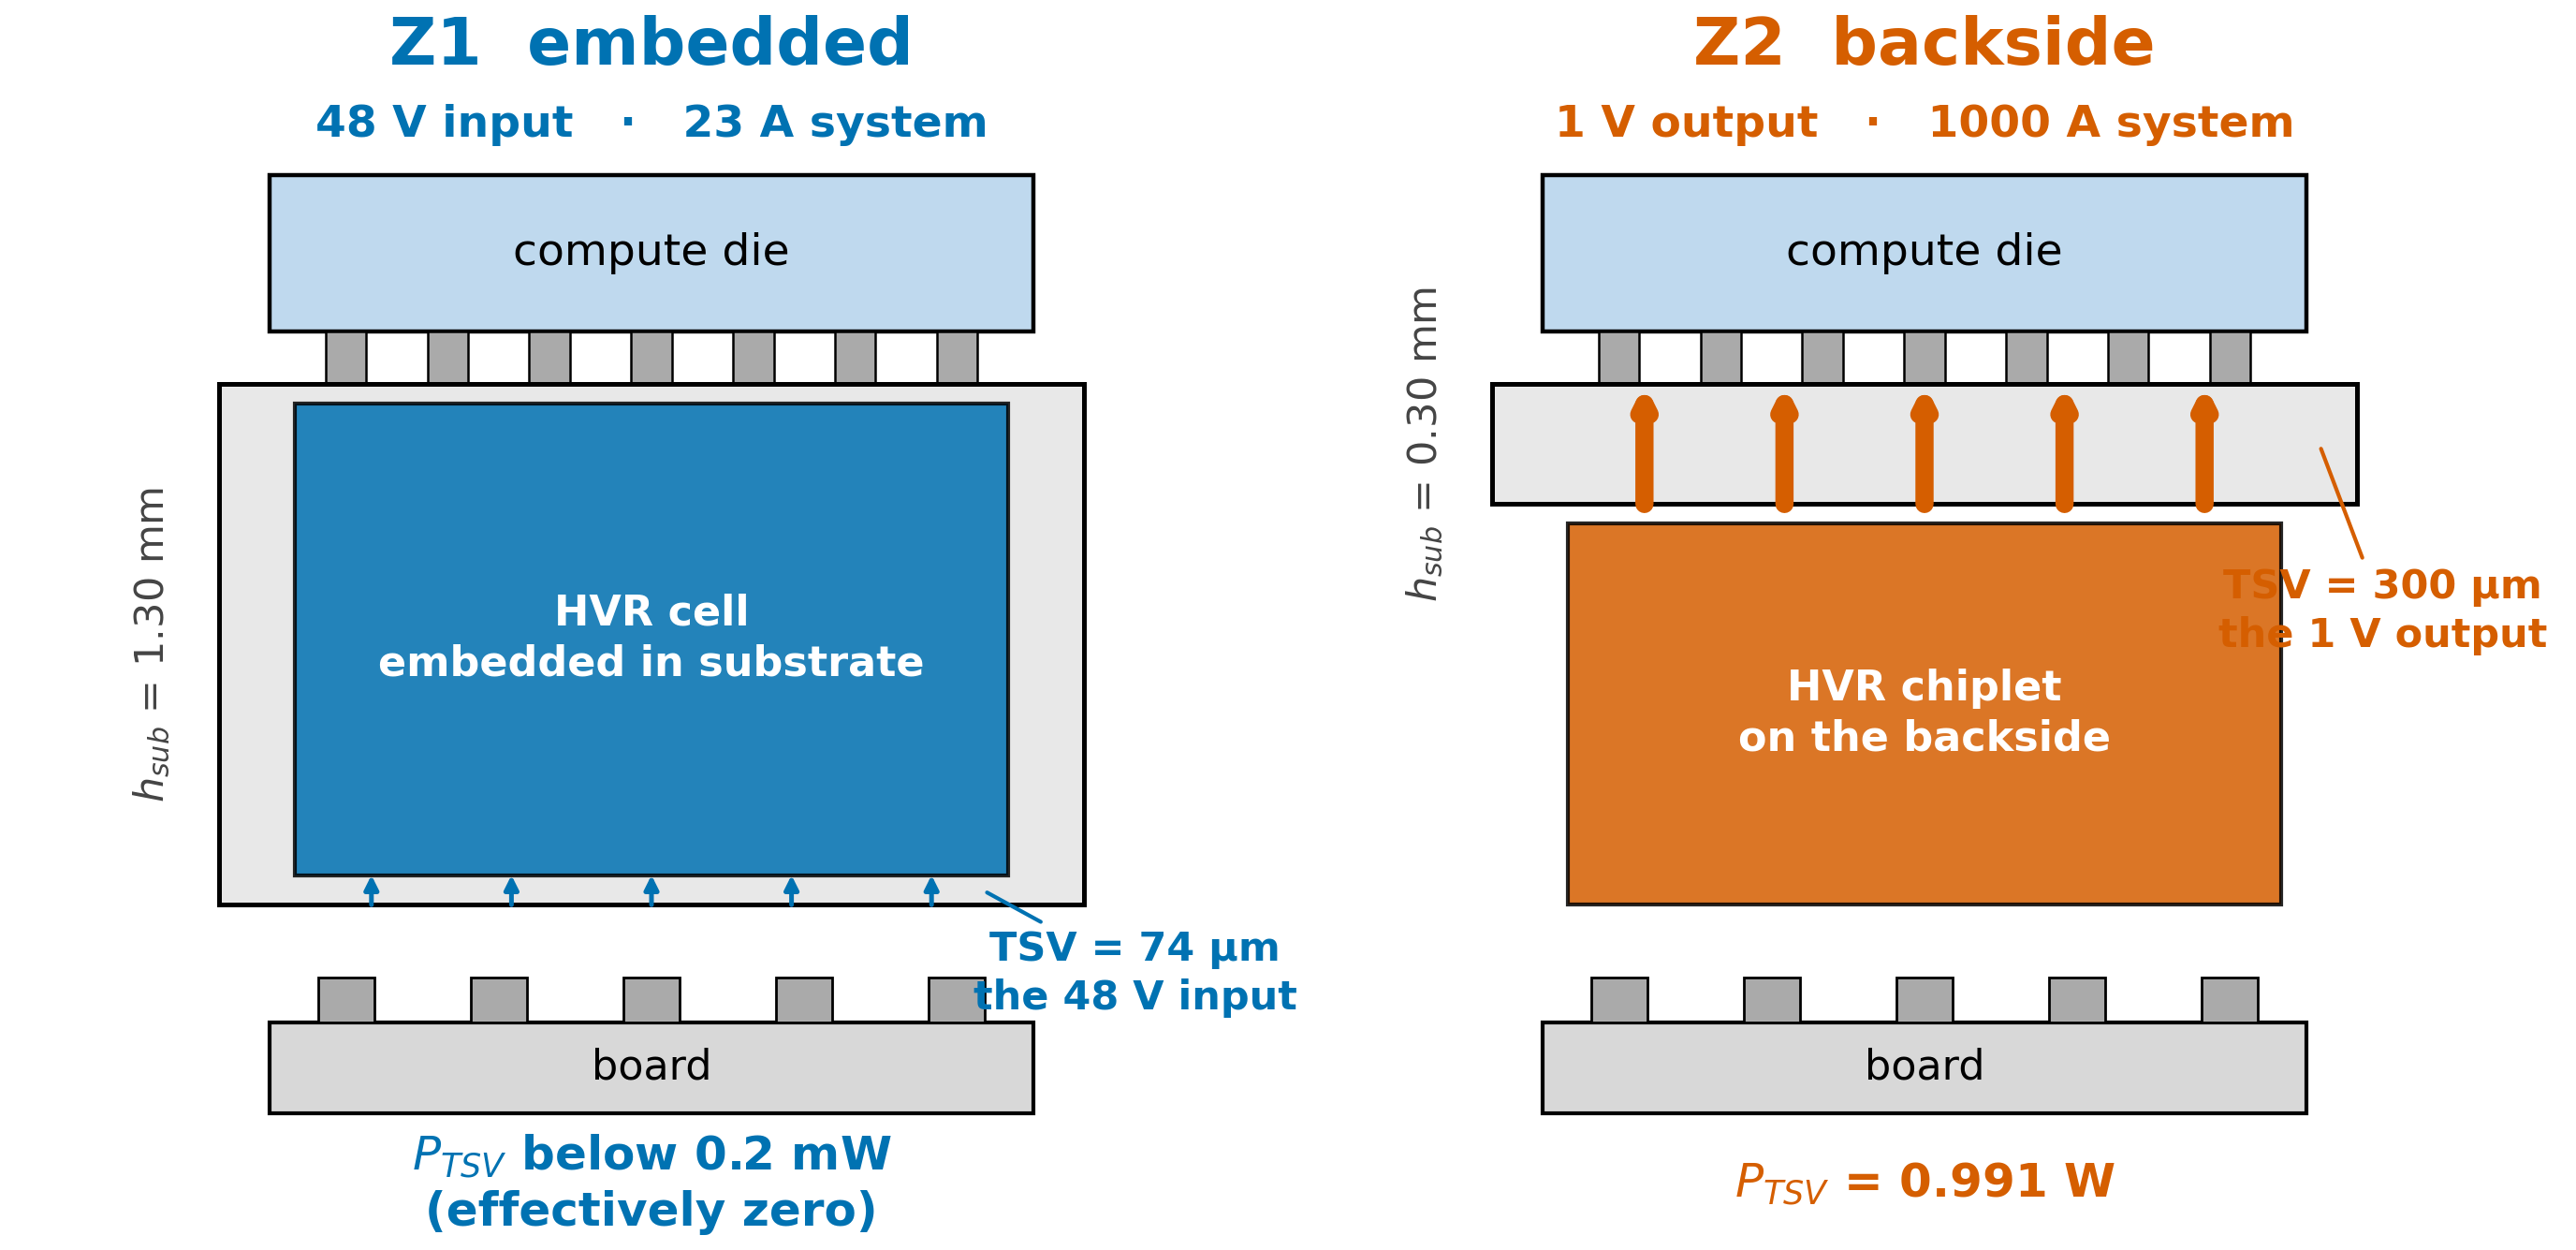 Z1 embedded
48 V input · 23 A system
compute die
h_sub = 1.30 mm
HVR cell
embedded in substrate
TSV = 74 µm
the 48 V input
board
P_TSV below 0.2 mW
(effectively zero)
Z2 backside
1 V output · 1000 A system
compute die
h_sub = 0.30 mm
TSV = 300 µm
the 1 V output
HVR chiplet
on the backside
board
P_TSV = 0.991 W